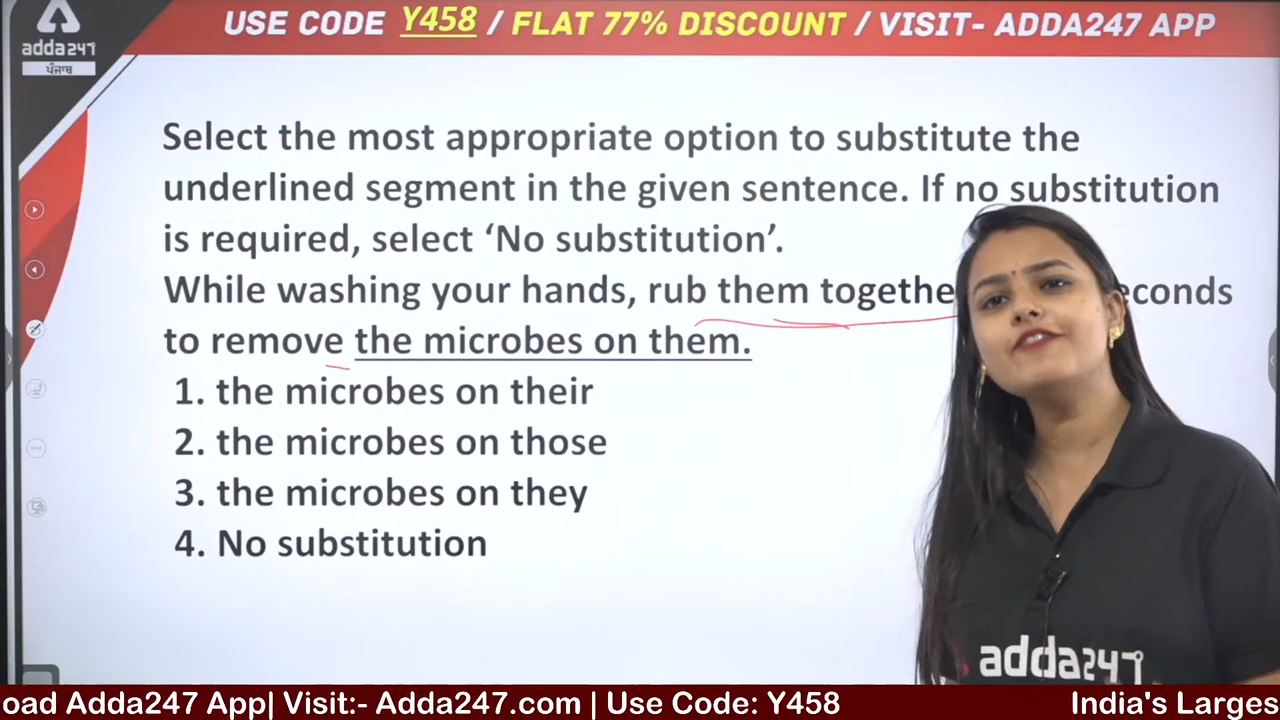 USE CODE Y458 / FLAT 77% DISCOUNT / VISIT- ADDA247 APP
adda247
ਪੰਜਾਬ
Select the most appropriate option to substitute the
underlined segment in the given sentence. If no substitution
is required, select ‘No substitution’.
While washing your hands, rub them togethe econds
to remove the microbes on them.
1. the microbes on their
2. the microbes on those
3. the microbes on they
4. No substitution
adda247
oad Adda247 App| Visit:- Adda247.com | Use Code: Y458 India's Larges